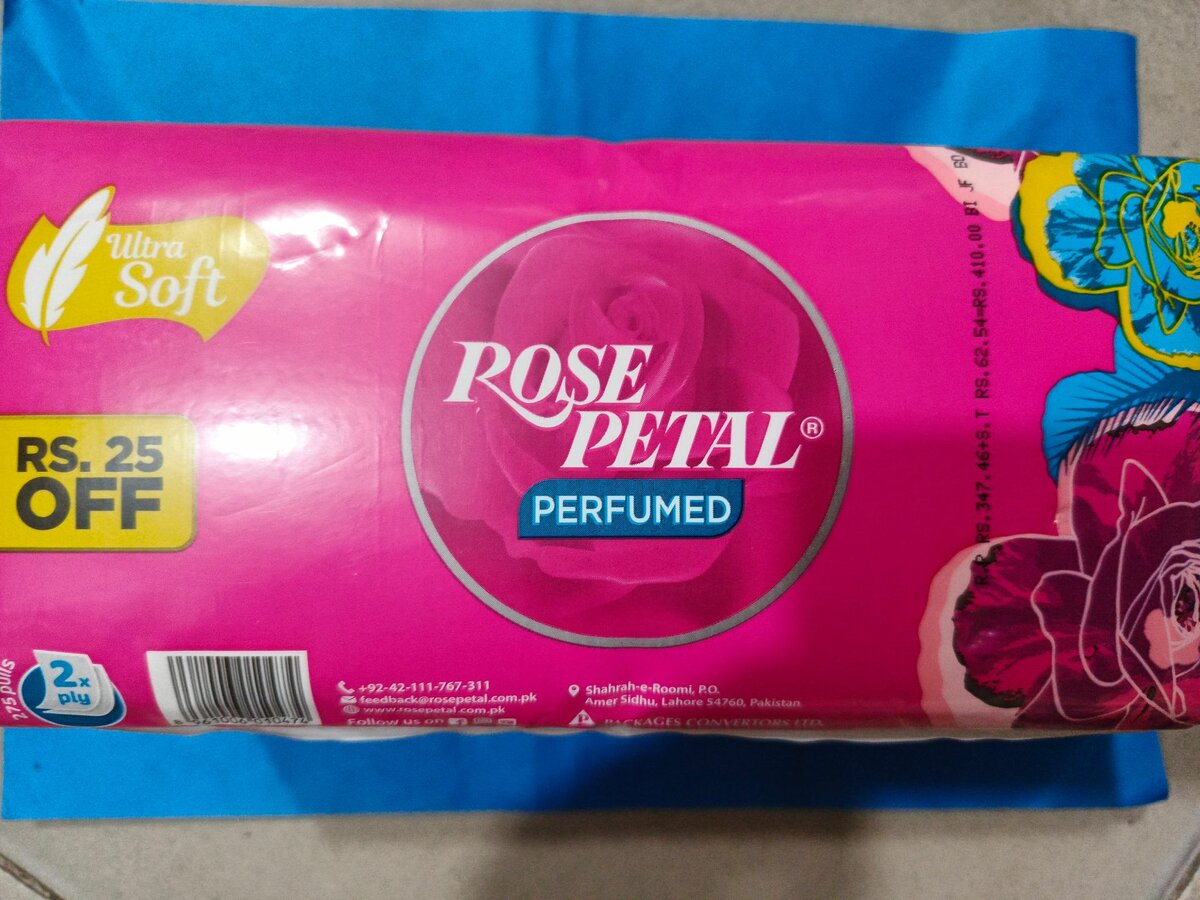 Ultra
Soft
RS. 25
OFF
ROSE
PETAL®
PERFUMED
275 pulls
2x
ply
+92-42-111-767-311
feedback@rosepetal.com.pk
www.rosepetal.com.pk
Follow us on
Shahrah-e-Roomi, P.O.
Amer Sidhu, Lahore 54760, Pakistan
PACKAGES CONVERTORS LTD.
RS.347.46+S.T RS.62.54=RS.410.00 BI JF